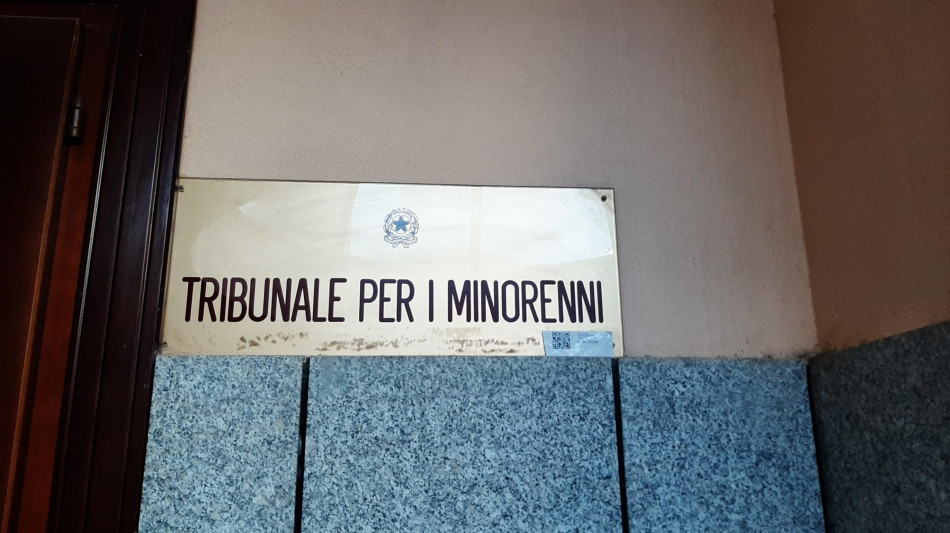 TRIBUNALE PER I MINORENNI